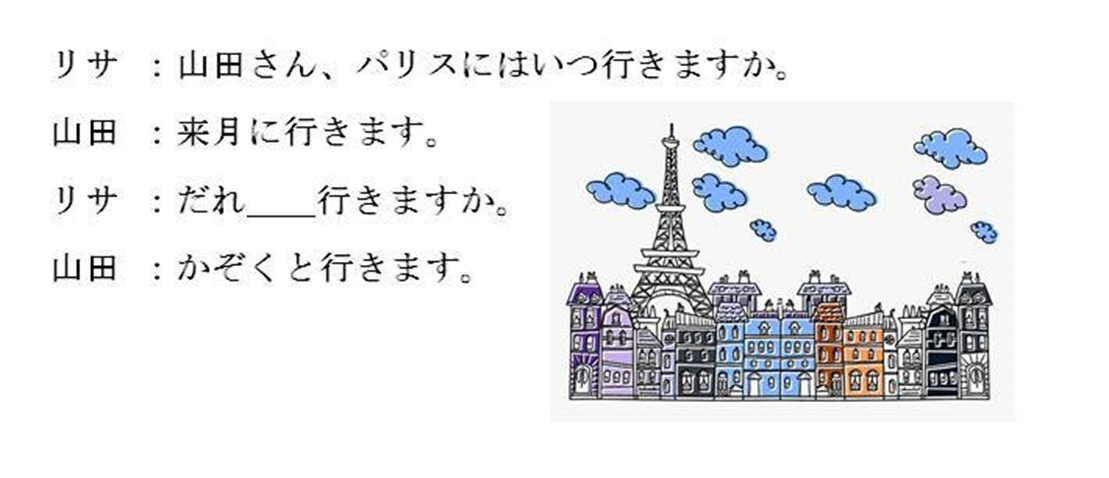 リサ　：山田さん、パリスにはいつ行きますか。
山田　：来月に行きます。
リサ　：だれ____行きますか。
山田　：かぞくと行きます。